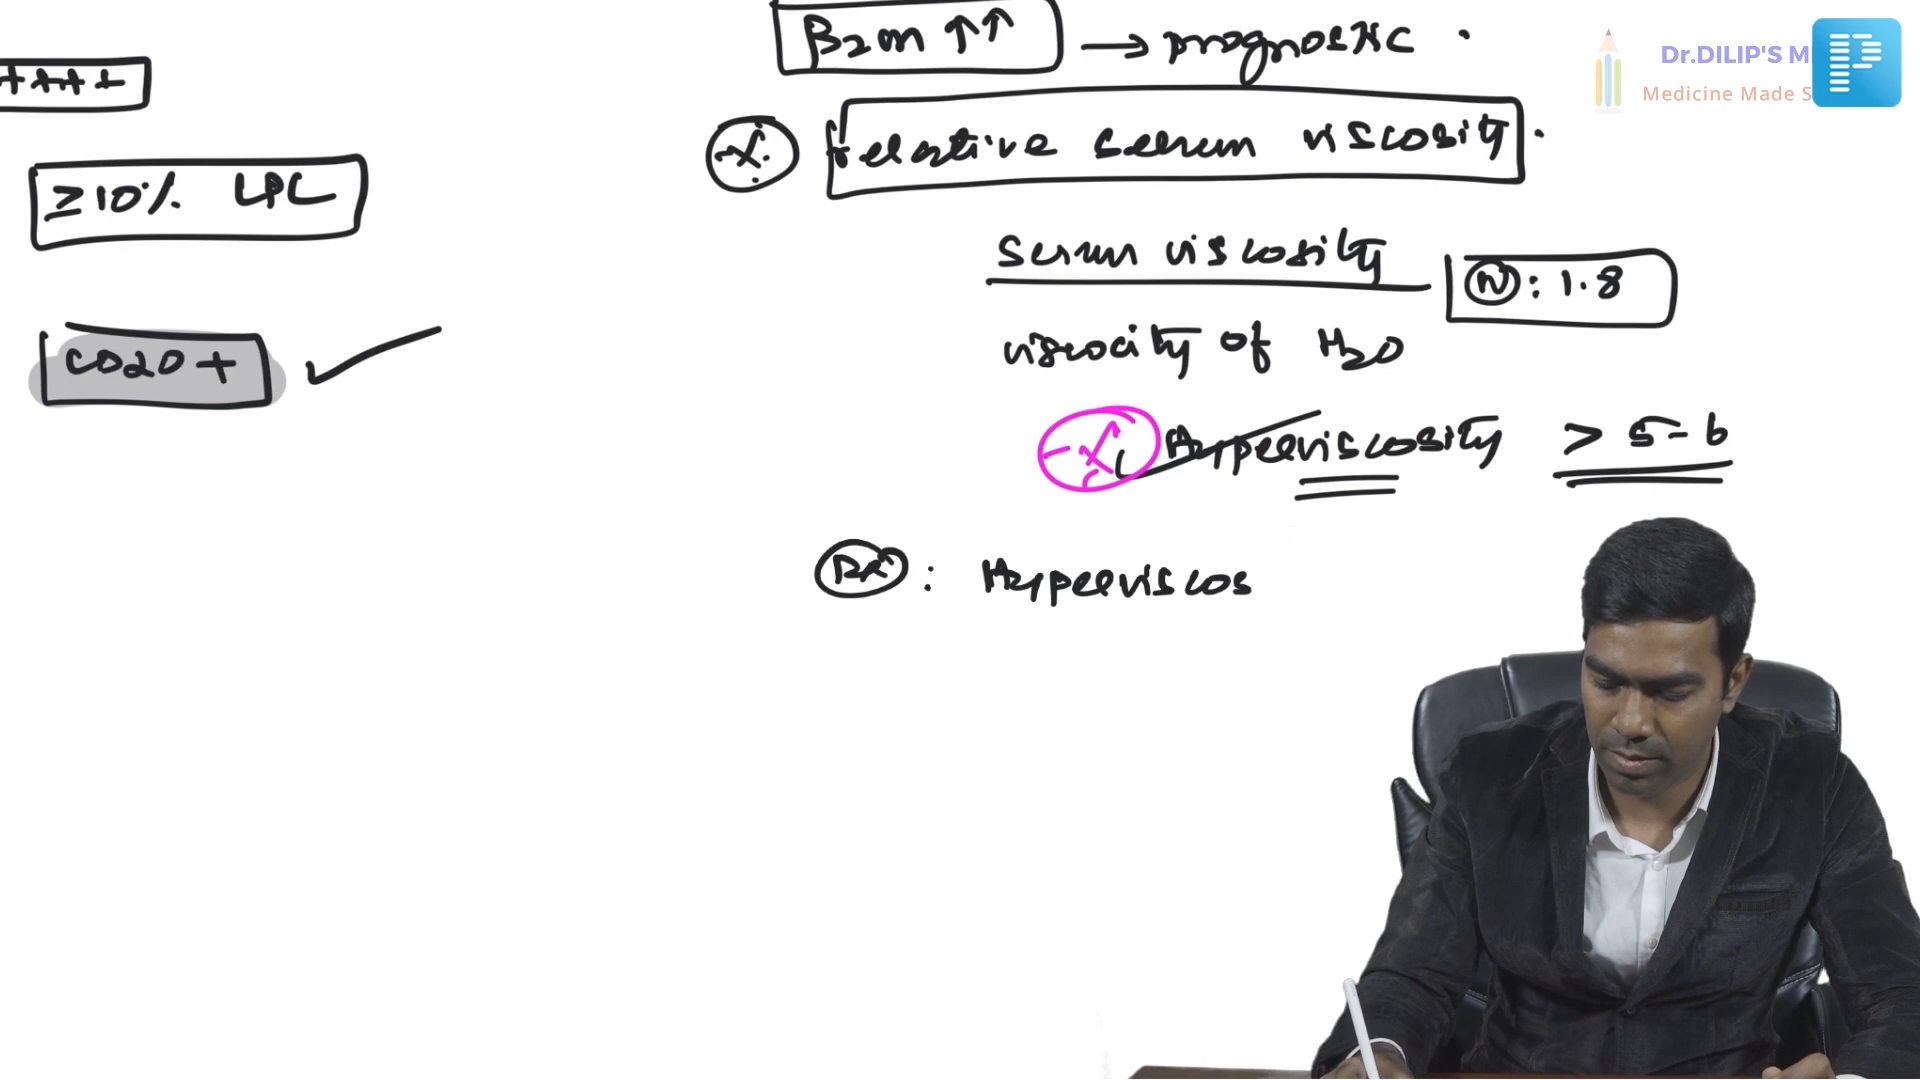 ++++
≥10% LPC
CD20 +
β2m ↑↑ → prognostic
relative serum viscosity
serum viscosity
N : 1.8
viscocity of H2O
Hyperviscosity > 5-6
Rx : Hyperviscos
Dr.DILIP'S M
Medicine Made S